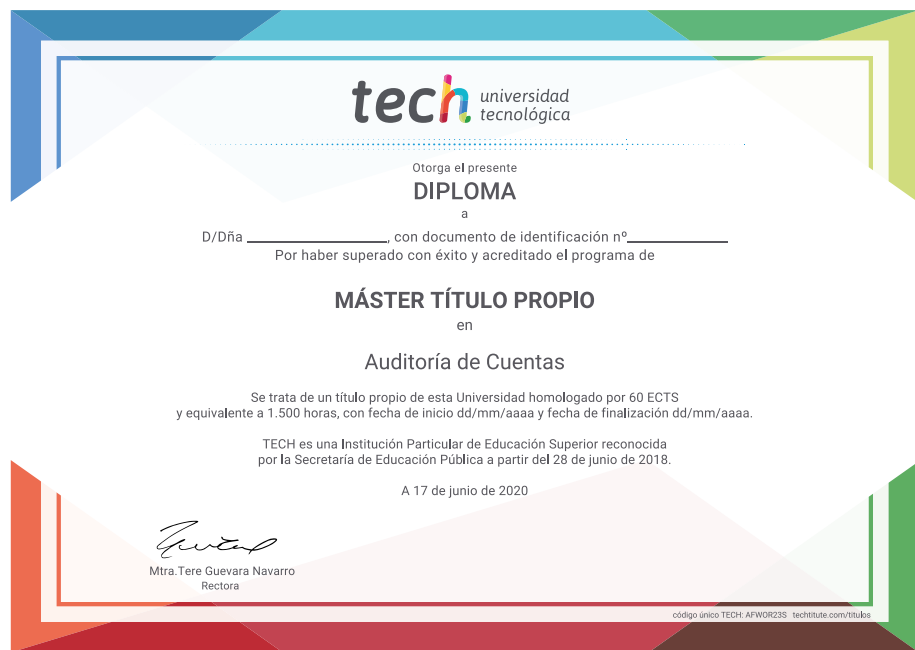 tech universidad
tecnológica
Otorga el presente
DIPLOMA
a
D/Dña ____________, con documento de identificación nº__________
Por haber superado con éxito y acreditado el programa de
MÁSTER TÍTULO PROPIO
en
Auditoría de Cuentas
Se trata de un título propio de esta Universidad homologado por 60 ECTS
y equivalente a 1.500 horas, con fecha de inicio dd/mm/aaaa y fecha de finalización dd/mm/aaaa.
TECH es una Institución Particular de Educación Superior reconocida
por la Secretaría de Educación Pública a partir del 28 de junio de 2018.
A 17 de junio de 2020
Mtra.Tere Guevara Navarro
Rectora
código único TECH: AFWOR23S techtitute.com/titulos